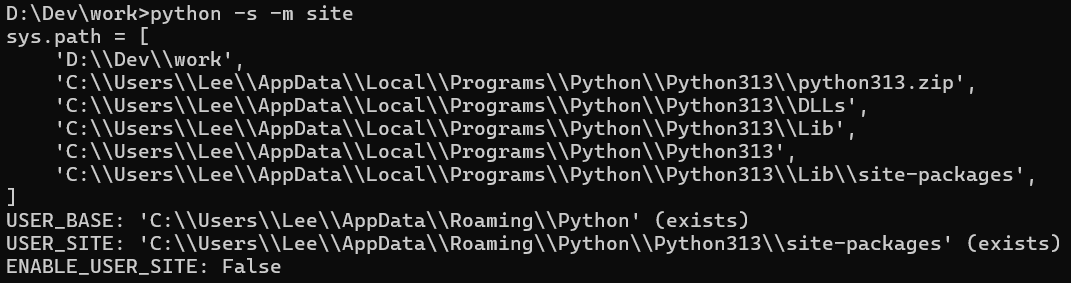 D:\Dev\work>python -s -m site
sys.path = [
    'D:\\Dev\\work',
    'C:\\Users\\Lee\\AppData\\Local\\Programs\\Python\\Python313\\python313.zip',
    'C:\\Users\\Lee\\AppData\\Local\\Programs\\Python\\Python313\\DLLs',
    'C:\\Users\\Lee\\AppData\\Local\\Programs\\Python\\Python313\\Lib',
    'C:\\Users\\Lee\\AppData\\Local\\Programs\\Python\\Python313',
    'C:\\Users\\Lee\\AppData\\Local\\Programs\\Python\\Python313\\Lib\\site-packages',
]
USER_BASE: 'C:\\Users\\Lee\\AppData\\Roaming\\Python' (exists)
USER_SITE: 'C:\\Users\\Lee\\AppData\\Roaming\\Python\\Python313\\site-packages' (exists)
ENABLE_USER_SITE: False